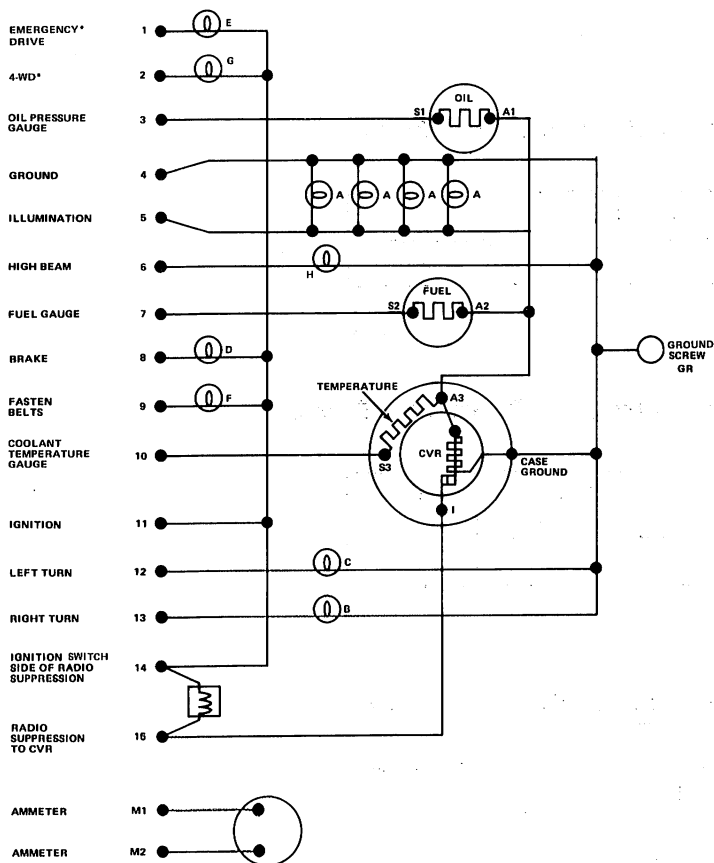 EMERGENCY*
DRIVE
1
E
4-WD*
2
G
OIL PRESSURE
GAUGE
3
S1
OIL
A1
GROUND
4
A
A
A
A
ILLUMINATION
5
HIGH BEAM
6
H
FUEL GAUGE
7
S2
FUEL
A2
BRAKE
8
D
GROUND
SCREW
GR
FASTEN
BELTS
9
F
TEMPERATURE
A3
COOLANT
TEMPERATURE
GAUGE
10
S3
CVR
CASE
GROUND
I
IGNITION
11
LEFT TURN
12
C
RIGHT TURN
13
B
IGNITION SWITCH
SIDE OF RADIO
SUPPRESSION
14
RADIO
SUPPRESSION
TO CVR
15
AMMETER
M1
AMMETER
M2